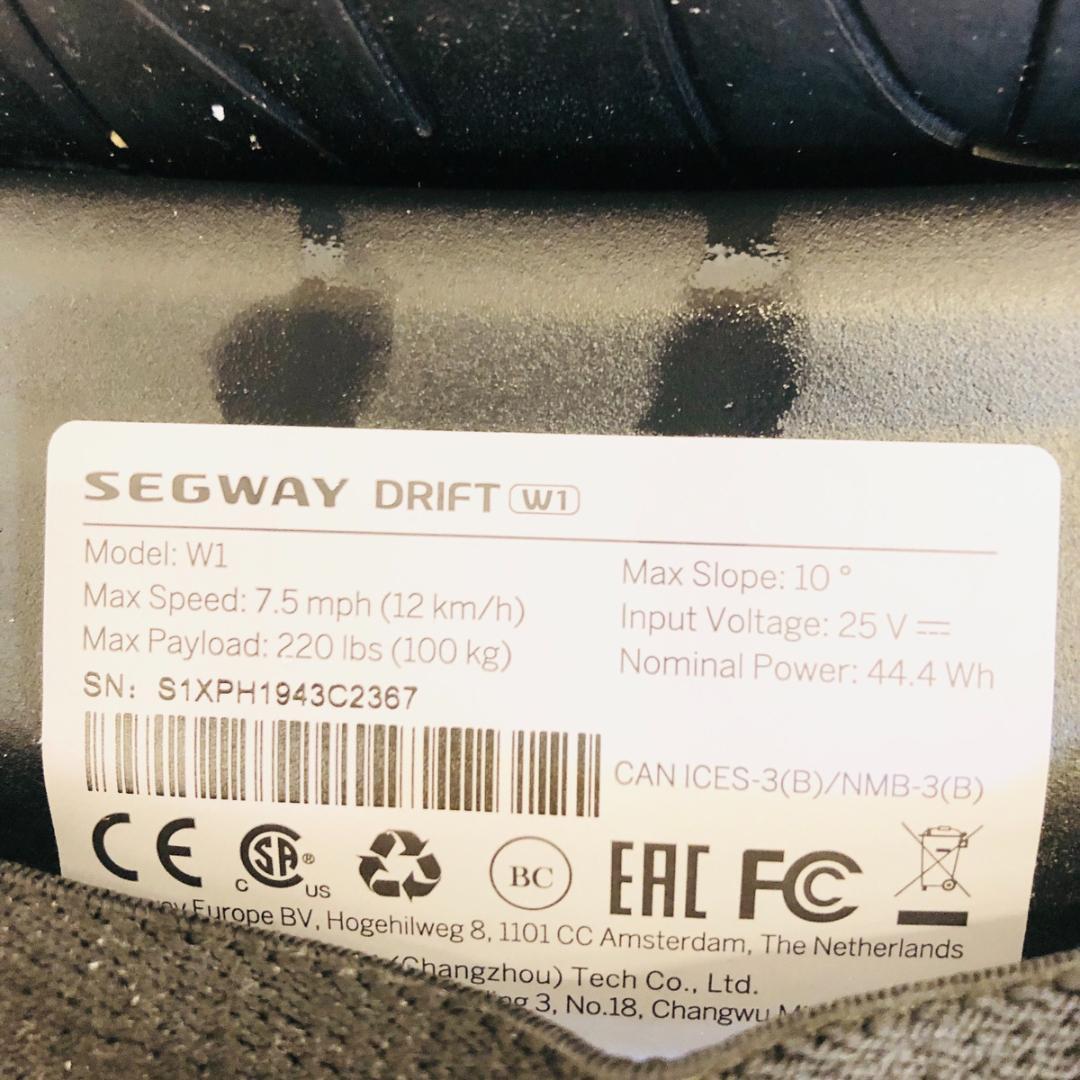 SEGWAY DRIFT W1
Model: W1
Max Speed: 7.5 mph (12 km/h)
Max Payload: 220 lbs (100 kg)
SN: S1XPH1943C2367
Max Slope: 10 °
Input Voltage: 25 V ⎓
Nominal Power: 44.4 Wh
CAN ICES-3(B)/NMB-3(B)
CE C SA ® US BC EAC FC
Europe BV, Hogehilweg 8, 1101 CC Amsterdam, The Netherlands
(Changzhou) Tech Co., Ltd.
3, No.18, Changwu